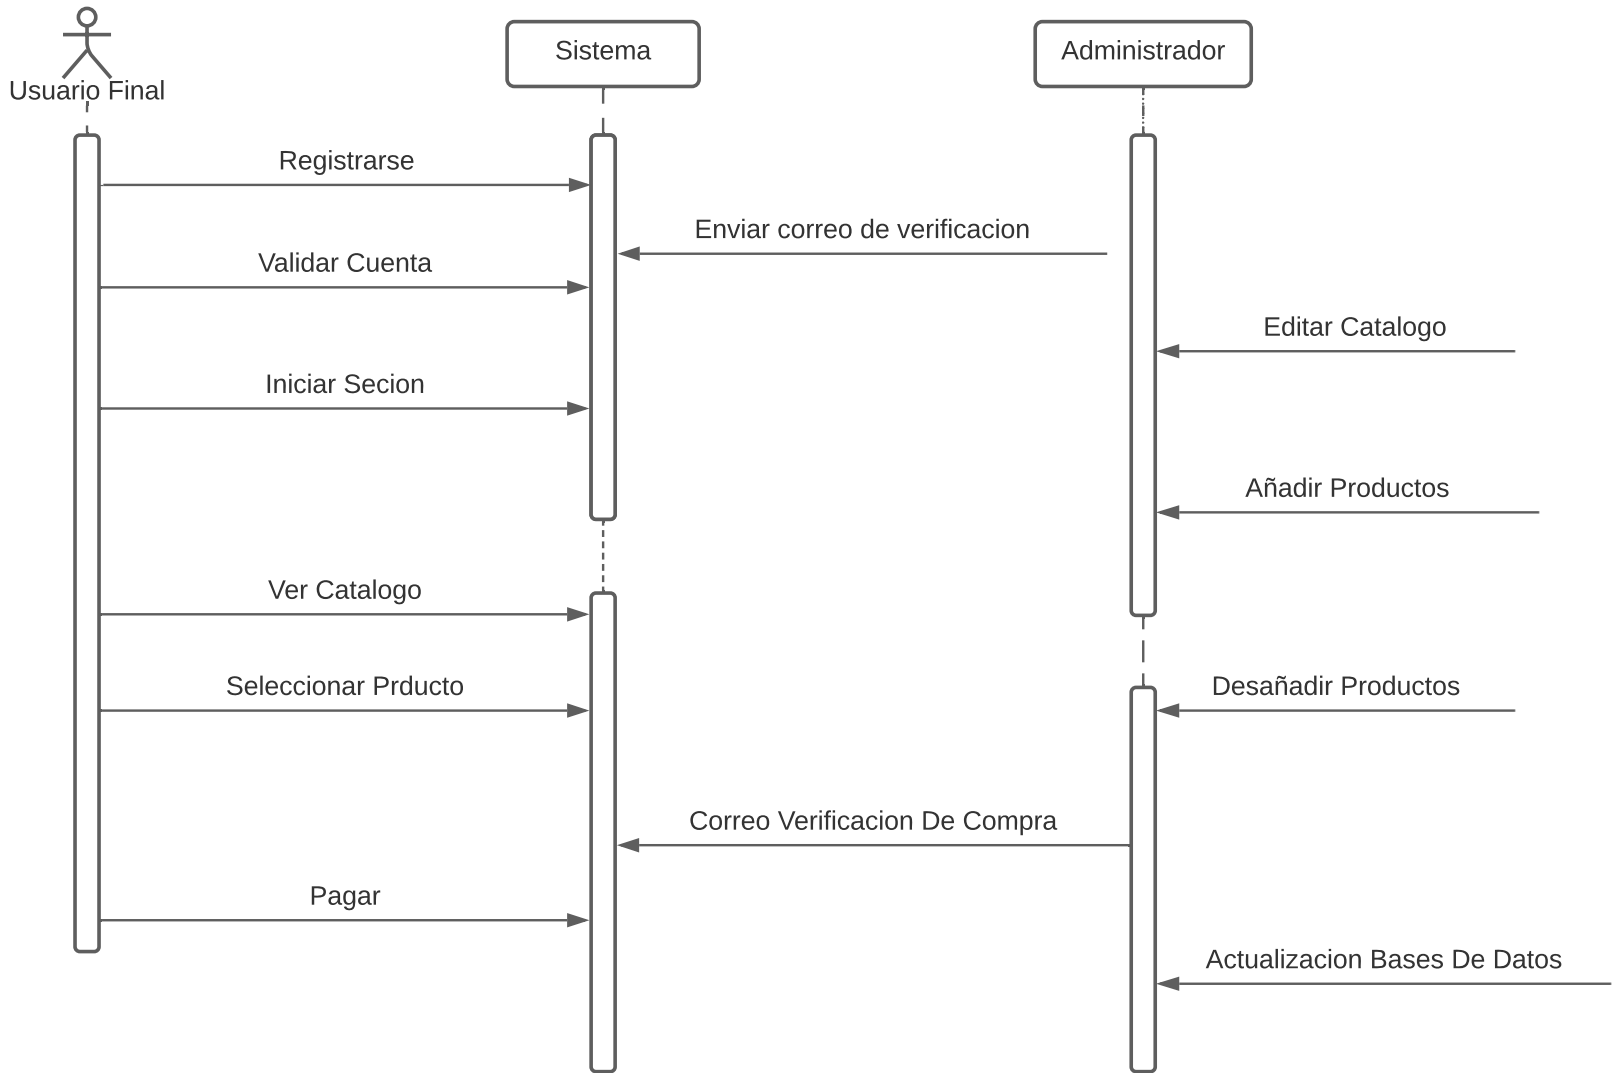 Usuario Final
Sistema
Administrador
Registrarse
Enviar correo de verificacion
Validar Cuenta
Editar Catalogo
Iniciar Secion
Añadir Productos
Ver Catalogo
Seleccionar Prducto
Desañadir Productos
Correo Verificacion De Compra
Pagar
Actualizacion Bases De Datos